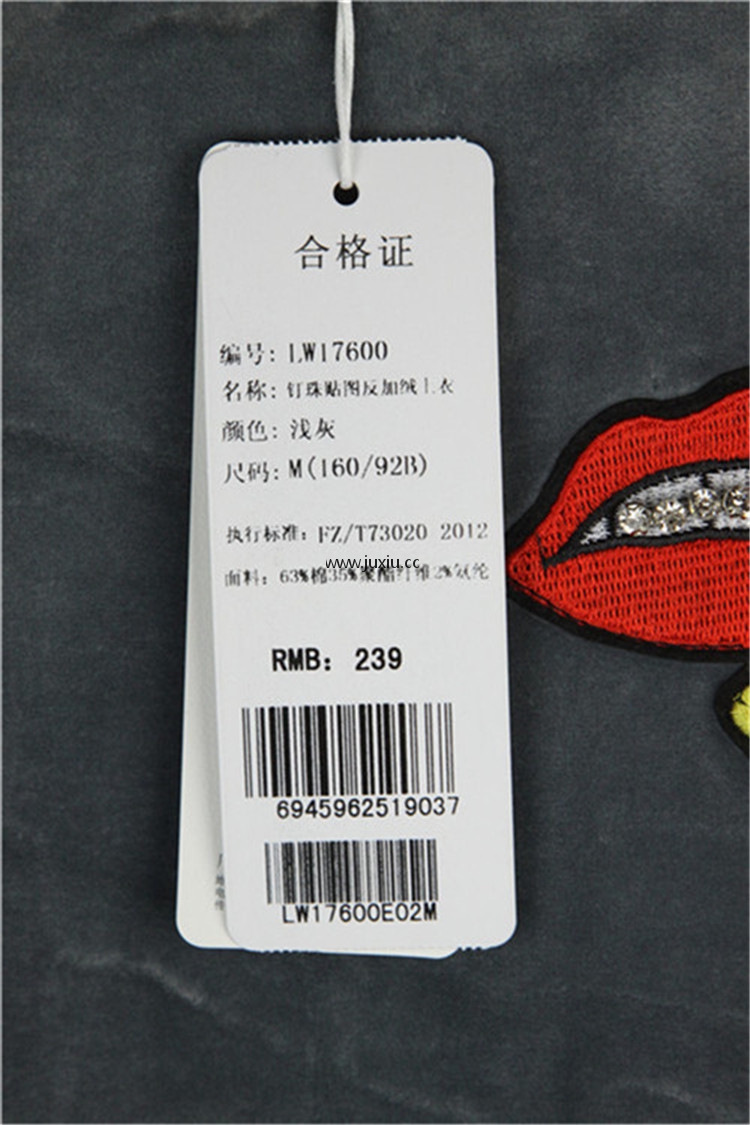 合格证
编号: LW17600
名称: 钉珠贴图反加绒上衣
颜色: 浅灰
尺码: M(160/92B)
执行标准: FZ/T73020 2012
面料: 63%棉35%聚酯纤维2%氨纶
www.juxiu.cc
RMB: 239
6945962519037
LW17600E02M